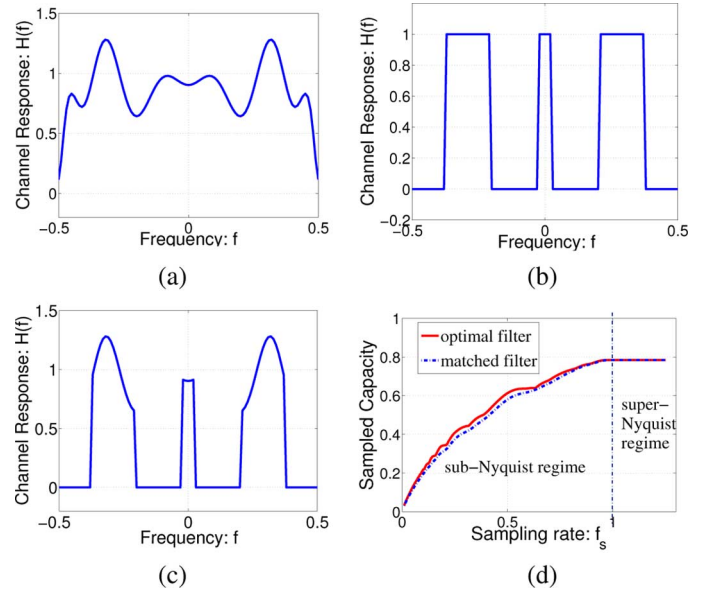 Channel Response: H(f)
1.5
1
0.5
0
−0.5
0
0.5
Frequency: f
(a)
Channel Response: H(f)
1
0.8
0.6
0.4
0.2
0
−0.2
−0.5
0
0.5
Frequency: f
(b)
Channel Response: H(f)
1.5
1
0.5
0
−0.5
0
0.5
Frequency: f
(c)
Sampled Capacity
1
0.8
0.6
0.4
0.2
0
optimal filter
matched filter
super−
Nyquist
regime
sub−Nyquist regime
0
0.5
1
Sampling rate: f_s
(d)